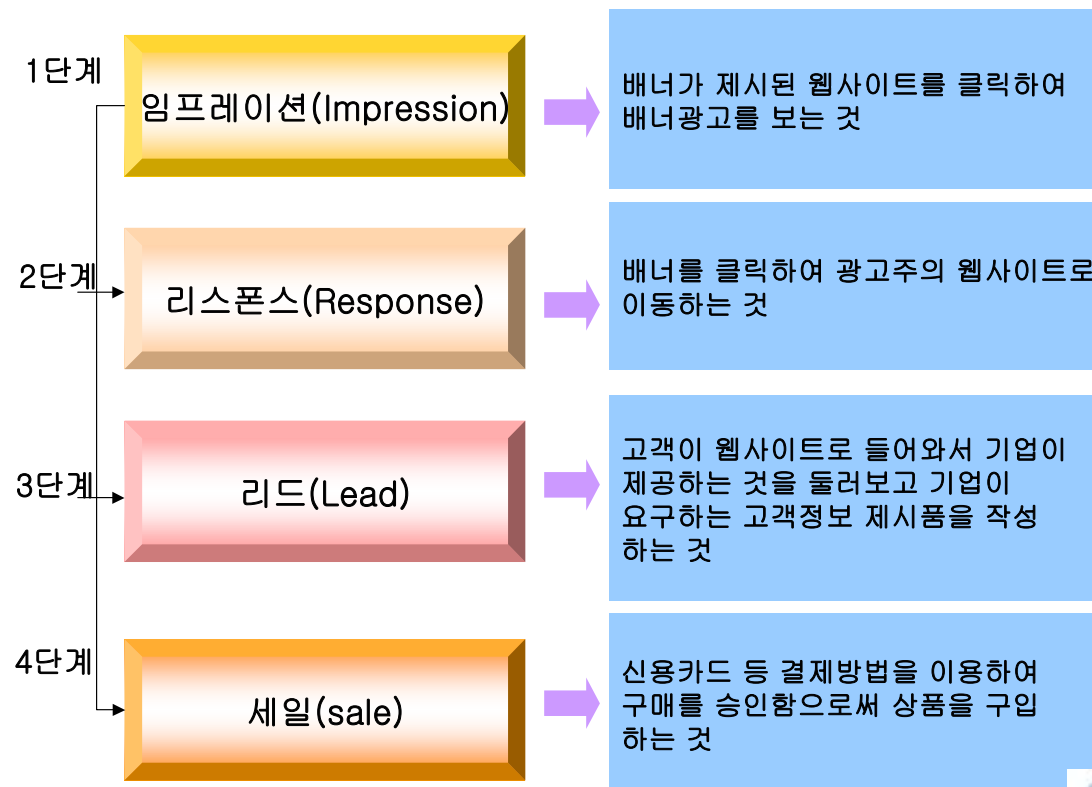 1단계
임프레이션(Impression)
배너가 제시된 웹사이트를 클릭하여
배너광고를 보는 것
2단계
리스폰스(Response)
배너를 클릭하여 광고주의 웹사이트로
이동하는 것
3단계
리드(Lead)
고객이 웹사이트로 들어와서 기업이
제공하는 것을 둘러보고 기업이
요구하는 고객정보 제시품을 작성
하는 것
4단계
세일(sale)
신용카드 등 결제방법을 이용하여
구매를 승인함으로써 상품을 구입
하는 것